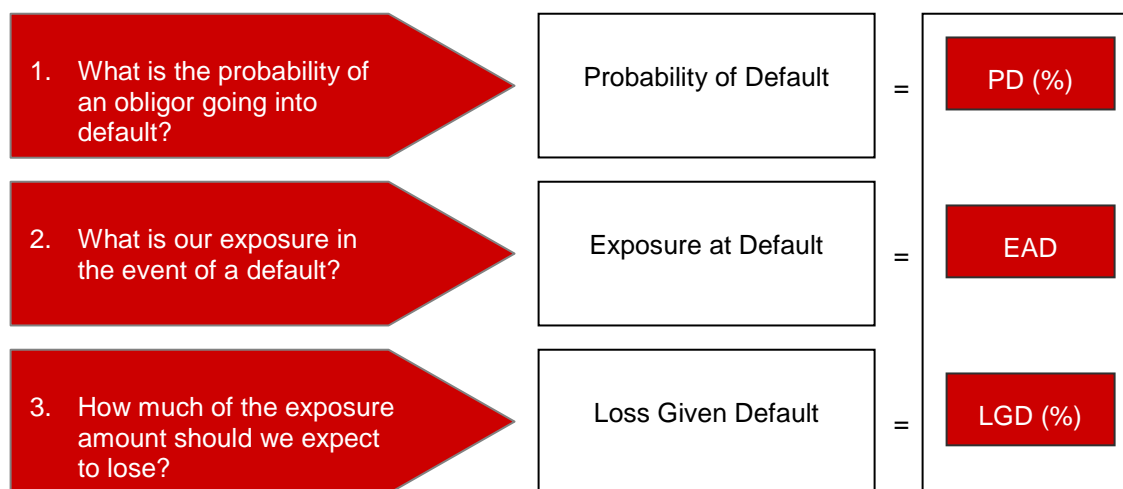 1. What is the probability of
an obligor going into
default?
Probability of Default
=
PD (%)
2. What is our exposure in
the event of a default?
Exposure at Default
=
EAD
3. How much of the exposure
amount should we expect
to lose?
Loss Given Default
=
LGD (%)